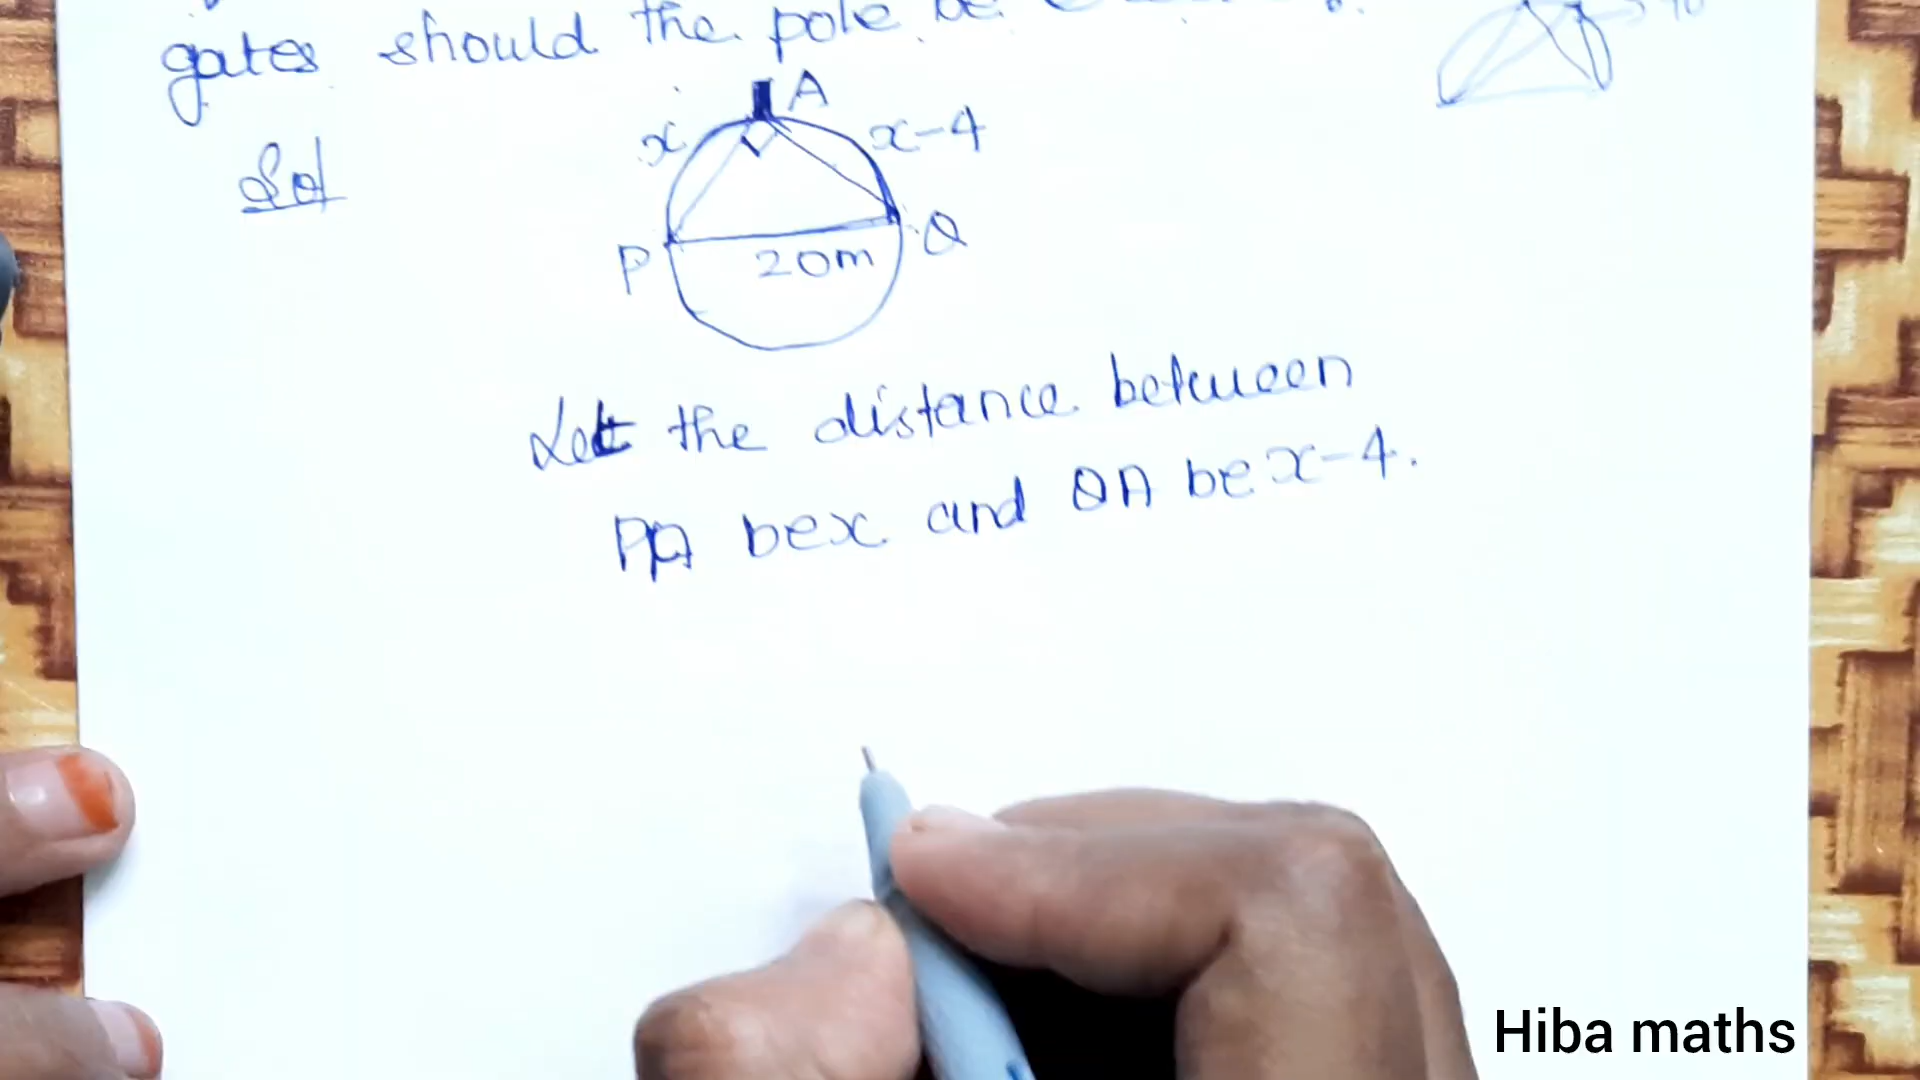 gates should the pole be
A
x
x-4
Sol
P
Q
20m
Let the distance between
PA be x and QA be x-4.
Hiba maths